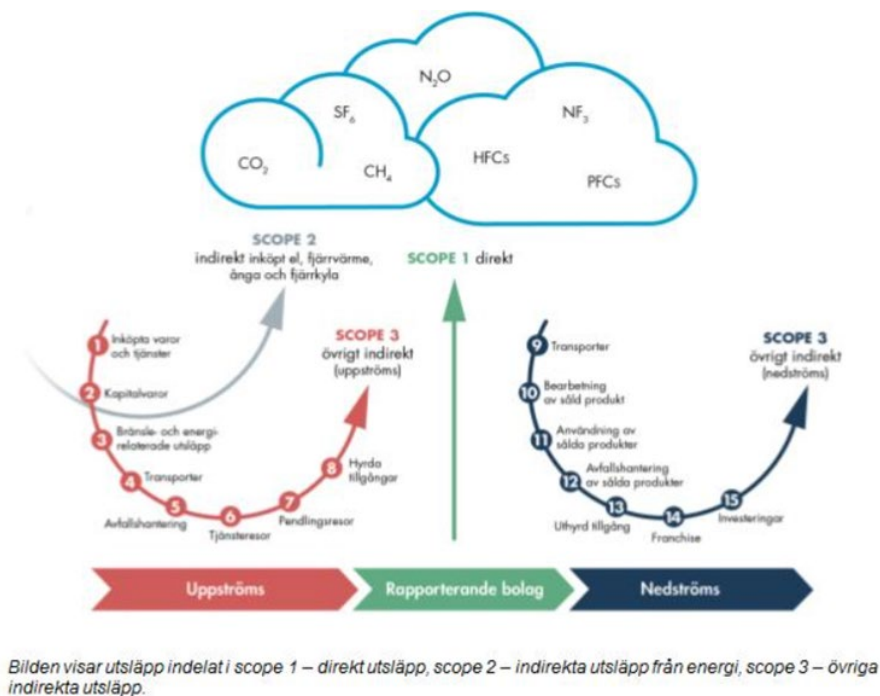 N₂O
SF₆
NF₃
CO₂
CH₄
HFCs
PFCs
SCOPE 2
indirekt inköpt el, fjärrvärme,
ånga och fjärrkyla
SCOPE 1 direkt
SCOPE 3
övrigt indirekt
(uppströms)
1 Inköpta varor
och tjänster
2 Kapitalvaror
3 Bränsle- och energi-
relaterade utsläpp
4 Transporter
5
Avfallshantering
6
Tjänsteresor
7
Pendlingsresor
8 Hyrda
tillgångar
SCOPE 3
övrigt indirekt
(nedströms)
9 Transporter
10 Bearbetning
av såld produkt
11 Användning av
sålda produkter
12 Avfallshantering
av sålda produkter
13
Uthyrd tillgång
14
Franchise
15
Investeringar
Uppströms
Rapporterande bolag
Nedströms
Bilden visar utsläpp indelat i scope 1 – direkt utsläpp, scope 2 – indirekta utsläpp från energi, scope 3 – övriga
indirekta utsläpp.